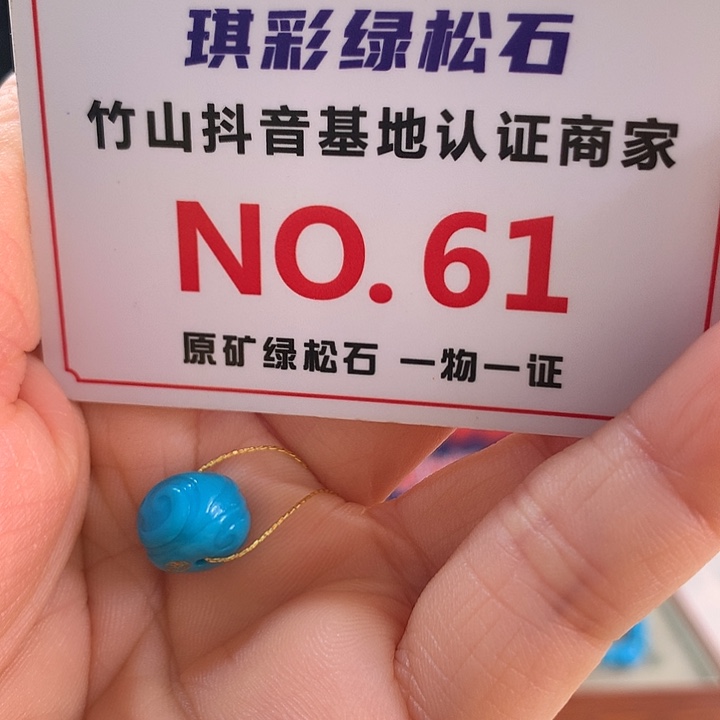 琪彩绿松石
竹山抖音基地认证商家
NO.61
原矿绿松石 一物一证